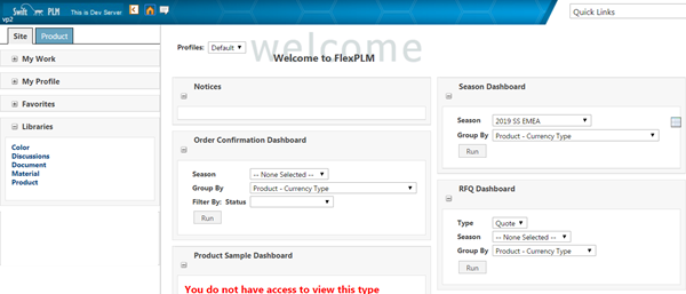 Swift PLM This is Dev Server
vp2
Quick Links
Site Product
My Work
My Profile
Favorites
Libraries
Color
Discussions
Document
Material
Product
Profiles: Default
welcome
Welcome to FlexPLM
Notices
Order Confirmation Dashboard
Season -- None Selected --
Group By Product - Currency Type
Filter By: Status
Run
Product Sample Dashboard
You do not have access to view this type
Season Dashboard
Season 2019 SS EMEA
Group By Product - Currency Type
Run
RFQ Dashboard
Type Quote
Season -- None Selected --
Group By Product - Currency Type
Run